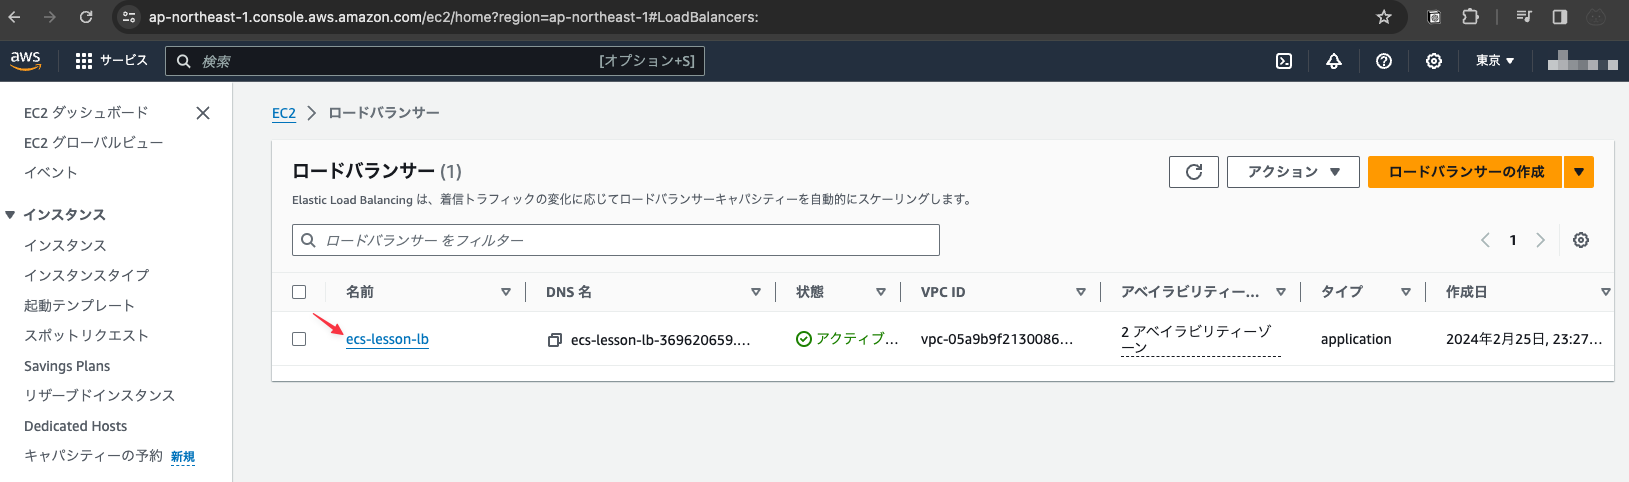 ap-northeast-1.console.aws.amazon.com/ec2/home?region=ap-northeast-1#LoadBalancers:
aws
サービス
検索
[オプション+S]
東京
EC2 ダッシュボード
EC2 グローバルビュー
イベント
インスタンス
インスタンス
インスタンスタイプ
起動テンプレート
スポットリクエスト
Savings Plans
リザーブドインスタンス
Dedicated Hosts
キャパシティーの予約 新規
EC2 > ロードバランサー
ロードバランサー (1)
アクション
ロードバランサーの作成
Elastic Load Balancing は、着信トラフィックの変化に応じてロードバランサーキャパシティーを自動的にスケーリングします。
ロードバランサー をフィルター
1
名前 DNS 名 状態 VPC ID アベイラビリティー... タイプ 作成日
ecs-lesson-lb ecs-lesson-lb-369620659.... アクティブ... vpc-05a9b9f2130086... 2 アベイラビリティーゾ application 2024年2月25日, 23:27...
ーン